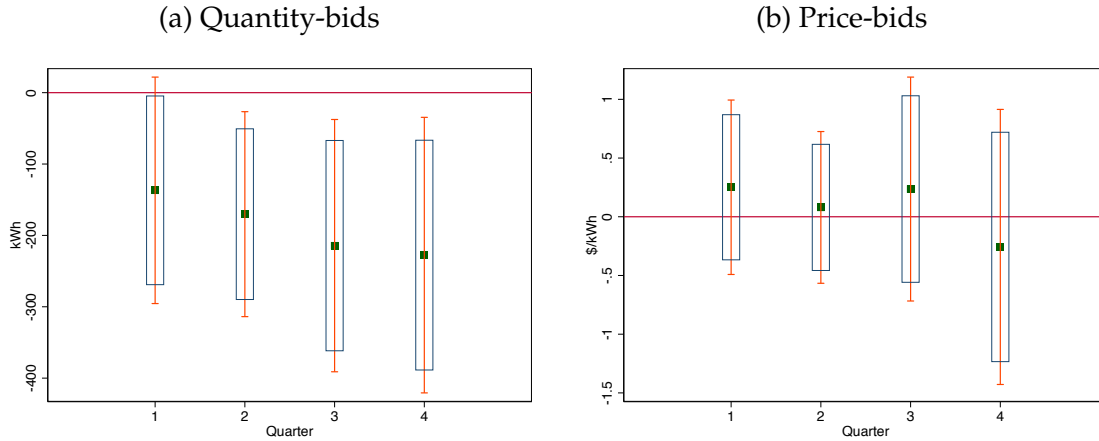 (a) Quantity-bids
0
-100
-200
-300
-400
kWh
1 2 3 4
Quarter
(b) Price-bids
1
.5
0
-.5
-1
-1.5
$/kWh
1 2 3 4
Quarter